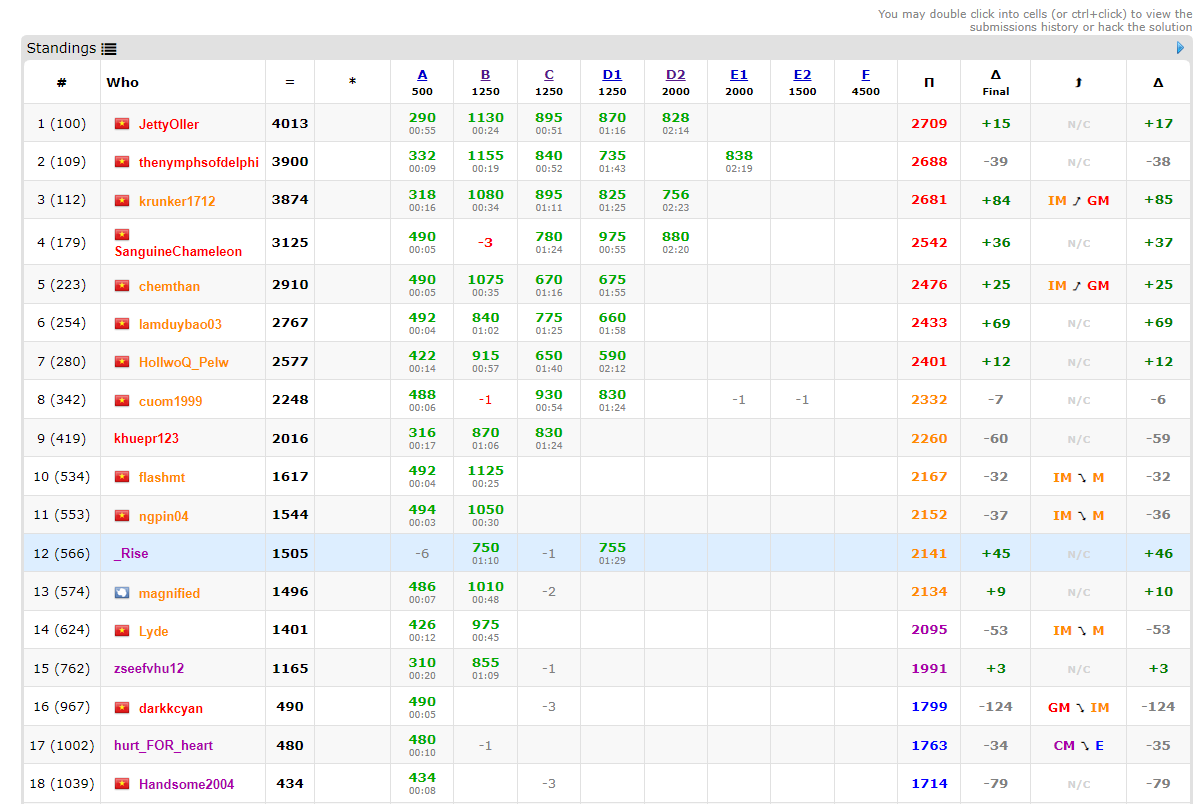 You may double click into cells (or ctrl+click) to view the
submissions history or hack the solution
Standings
# Who = * A B C D1 D2 E1 E2 F Π Δ Δ
500 1250 1250 1250 2000 2000 1500 4500 Final
1 (100) JettyOller 4013 290 1130 895 870 828 2709 +15 N/C +17
00:55 00:24 00:51 01:16 02:14
2 (109) thenymphsofdelphi 3900 332 1155 840 735 838 2688 -39 N/C -38
00:09 00:19 00:52 01:43 02:19
3 (112) krunker1712 3874 318 1080 895 825 756 2681 +84 IM GM +85
00:16 00:34 01:11 01:25 02:23
4 (179) SanguineChameleon 3125 490 -3 780 975 880 2542 +36 N/C +37
00:05 01:24 00:55 02:20
5 (223) chemthan 2910 490 1075 670 675 2476 +25 IM GM +25
00:05 00:35 01:16 01:55
6 (254) lamduybao03 2767 492 840 775 660 2433 +69 N/C +69
00:04 01:02 01:25 01:58
7 (280) HollwoQ_Pelw 2577 422 915 650 590 2401 +12 N/C +12
00:14 00:57 01:40 02:12
8 (342) cuom1999 2248 488 -1 930 830 -1 -1 2332 -7 N/C -6
00:06 00:54 01:24
9 (419) khuepr123 2016 316 870 830 2260 -60 N/C -59
00:17 01:06 01:24
10 (534) flashmt 1617 492 1125 2167 -32 IM M -32
00:04 00:25
11 (553) ngpin04 1544 494 1050 2152 -37 IM M -36
00:03 00:30
12 (566) _Rise 1505 -6 750 -1 755 2141 +45 N/C +46
01:10 01:29
13 (574) magnified 1496 486 1010 -2 2134 +9 N/C +10
00:07 00:48
14 (624) Lyde 1401 426 975 2095 -53 IM M -53
00:12 00:45
15 (762) zseefvhu12 1165 310 855 -1 1991 +3 N/C +3
00:20 01:09
16 (967) darkkcyan 490 490 -3 1799 -124 GM IM -124
00:05
17 (1002) hurt_FOR_heart 480 480 -1 1763 -34 CM E -35
00:10
18 (1039) Handsome2004 434 434 -3 1714 -79 N/C -79
00:08